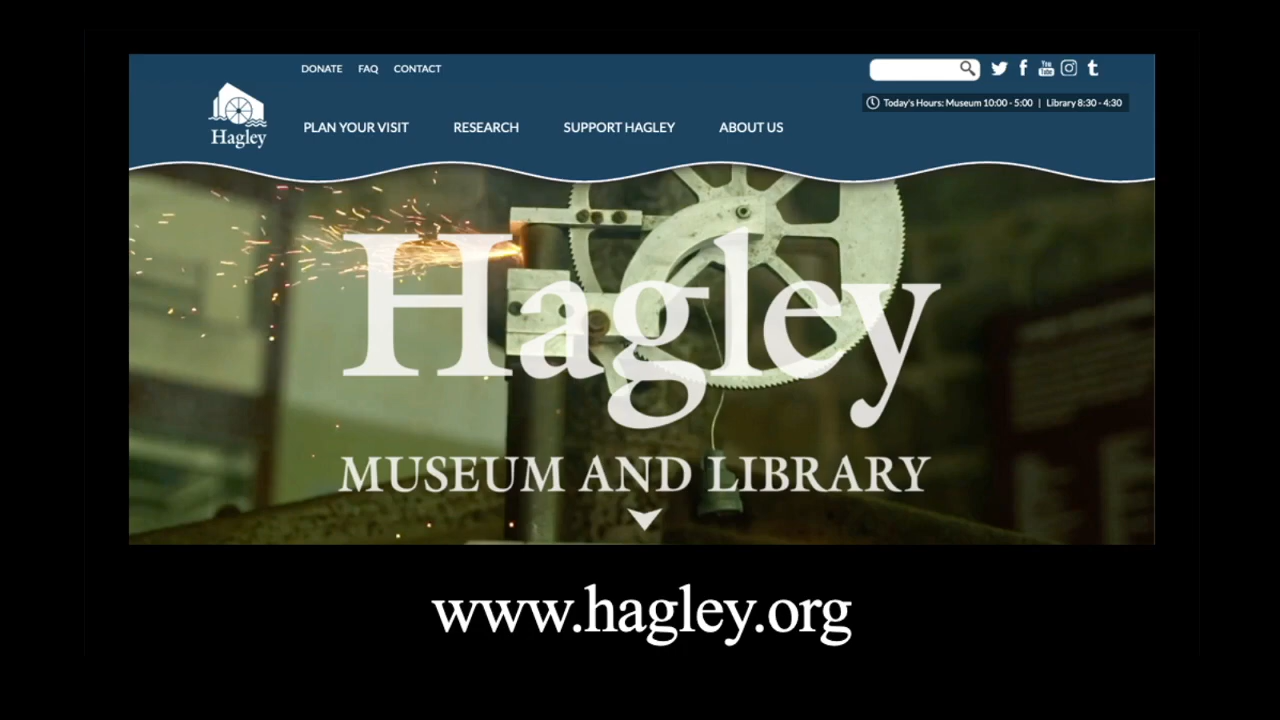 DONATE FAQ CONTACT
Today's Hours: Museum 10:00 - 5:00 | Library 8:30 - 4:30
Hagley
PLAN YOUR VISIT RESEARCH SUPPORT HAGLEY ABOUT US
Hagley
MUSEUM AND LIBRARY
www.hagley.org